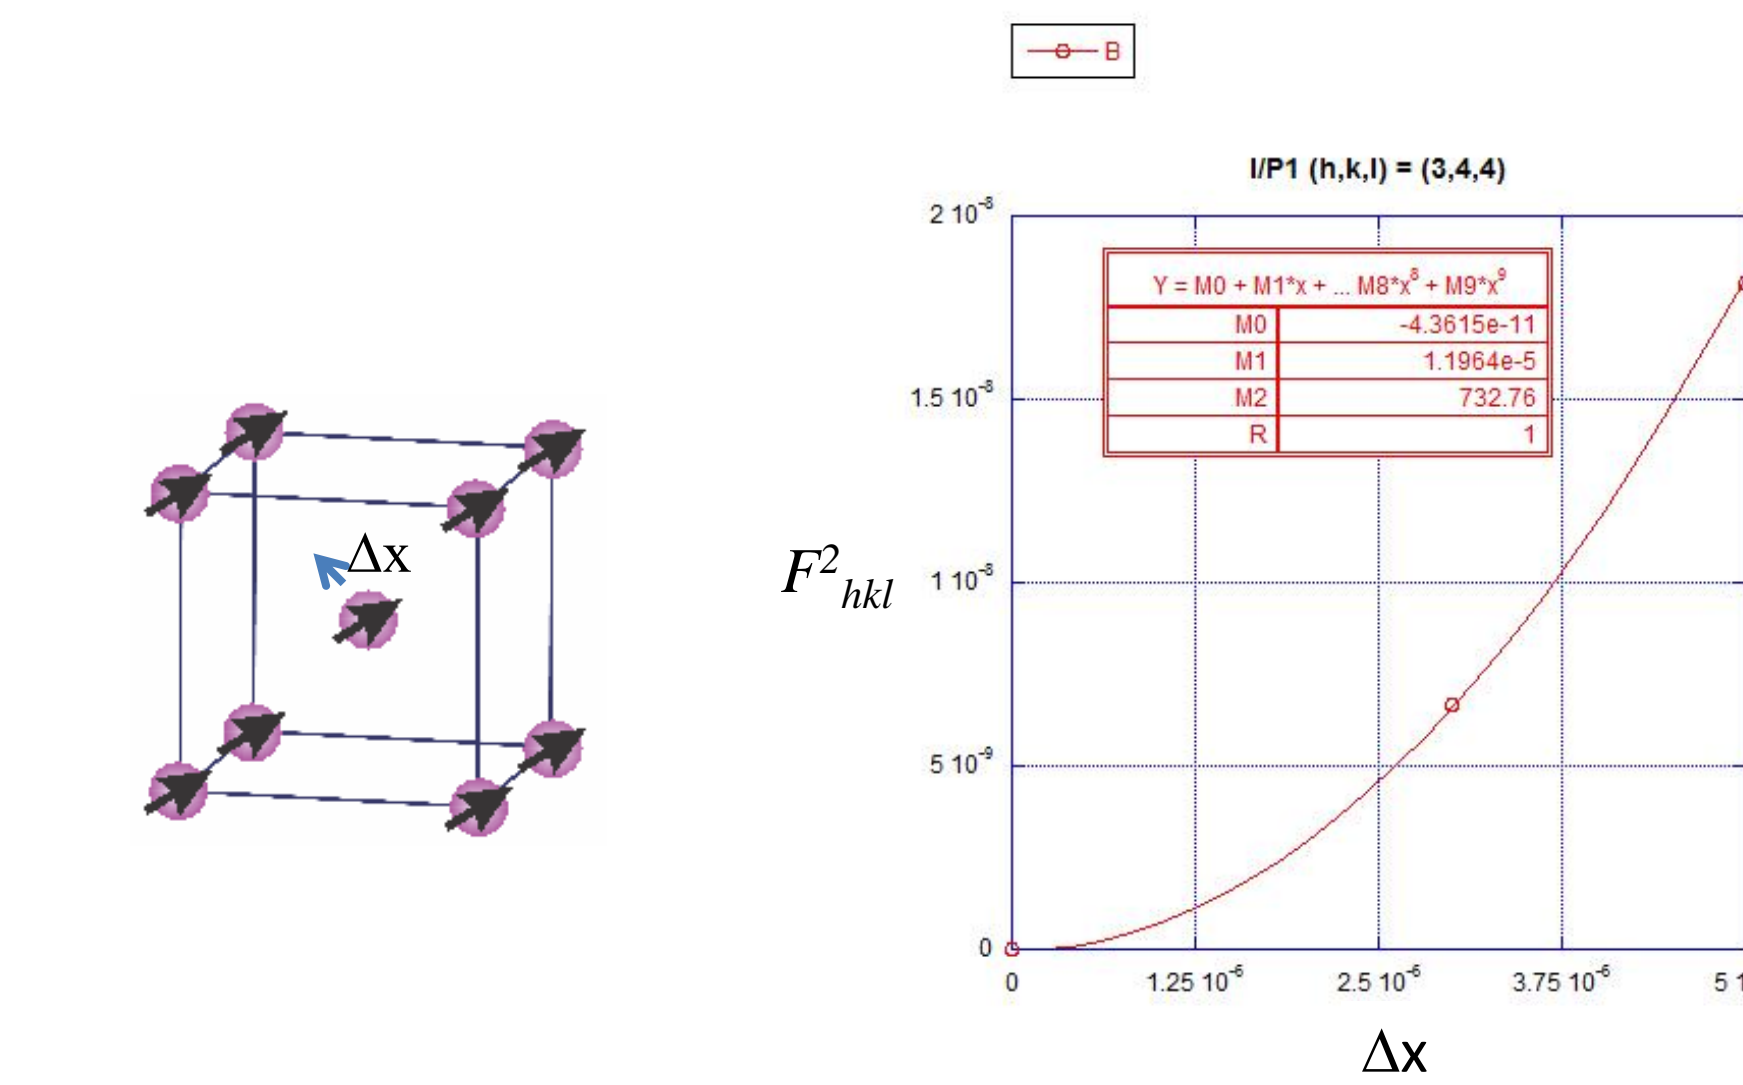 B
I/P1 (h,k,l) = (3,4,4)
2 10⁻⁸
Y = M0 + M1*x + ... M8*x⁸ + M9*x⁹
M0 -4.3615e-11
M1 1.1964e-5
M2 732.76
R 1
1.5 10⁻⁸
Δx
F²hkl
1 10⁻⁸
5 10⁻⁹
0
0 1.25 10⁻⁶ 2.5 10⁻⁶ 3.75 10⁻⁶ 5 1
Δx